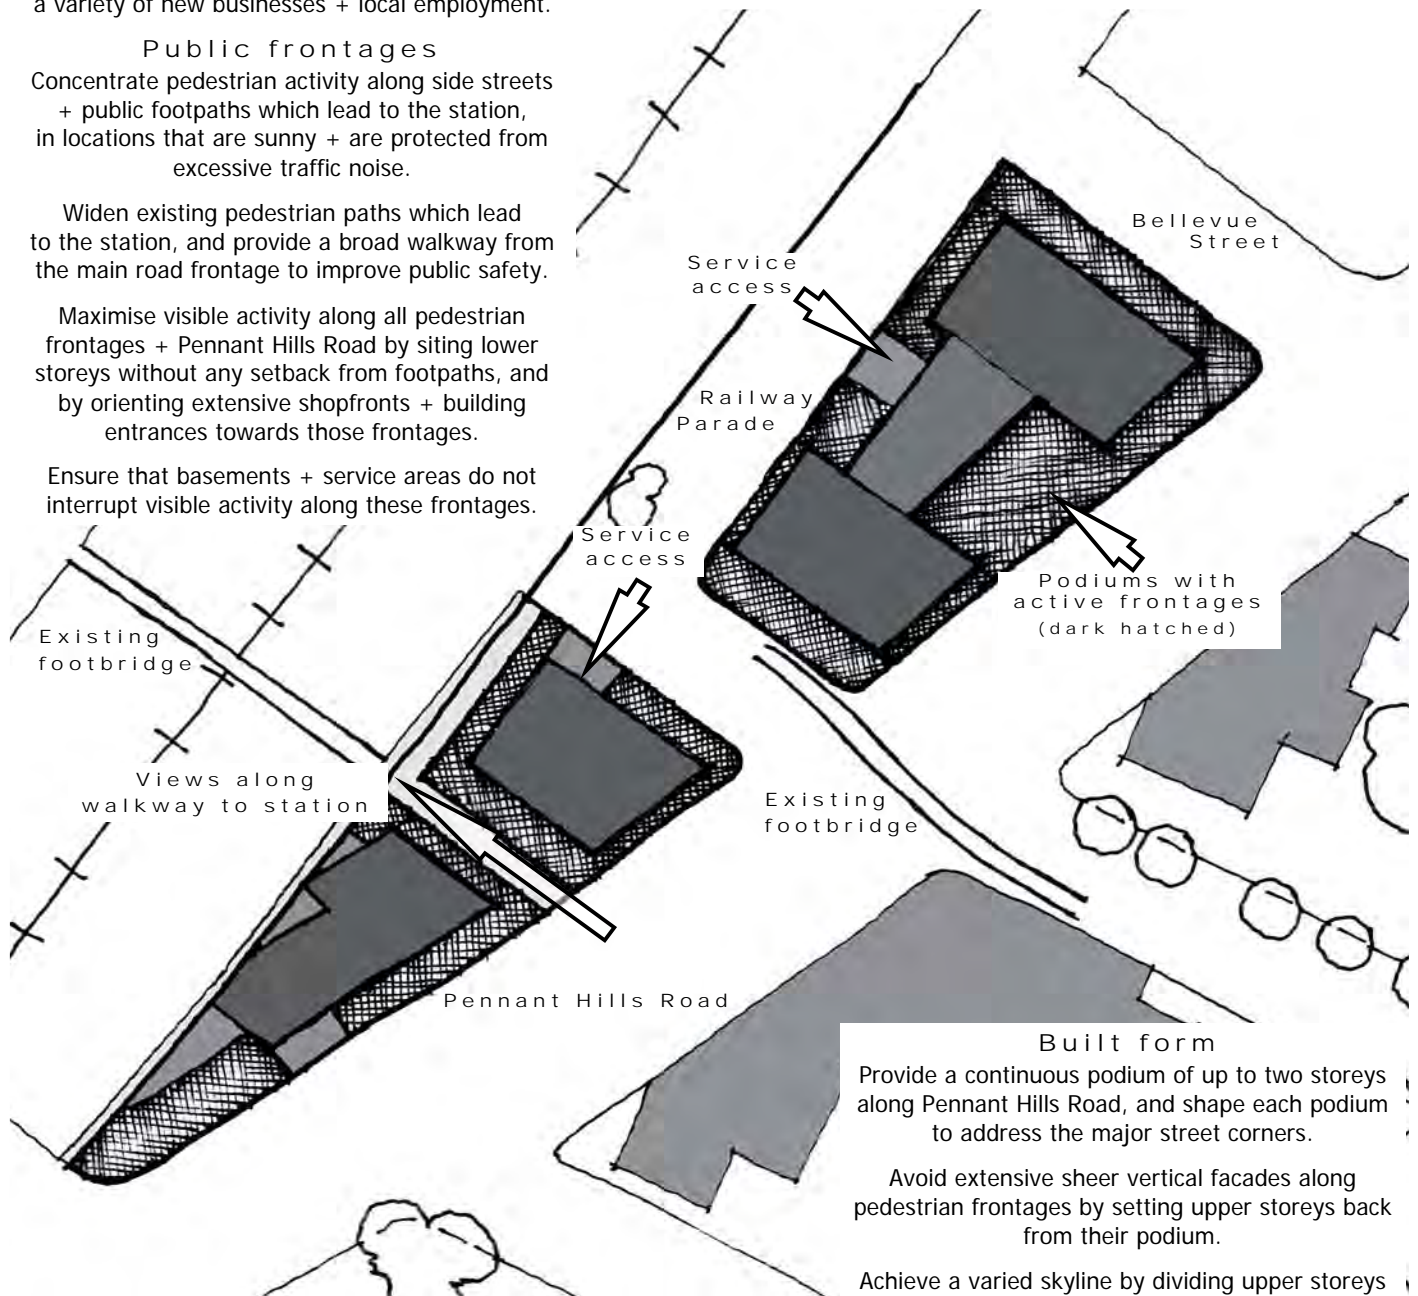 a variety of new businesses + local employment.
Public frontages
Concentrate pedestrian activity along side streets
+ public footpaths which lead to the station,
in locations that are sunny + are protected from
excessive traffic noise.
Widen existing pedestrian paths which lead
to the station, and provide a broad walkway from
the main road frontage to improve public safety.
Maximise visible activity along all pedestrian
frontages + Pennant Hills Road by siting lower
storeys without any setback from footpaths, and
by orienting extensive shopfronts + building
entrances towards those frontages.
Ensure that basements + service areas do not
interrupt visible activity along these frontages.
Bellevue
Street
Service
access
Railway
Parade
Service
access
Podiums with
active frontages
(dark hatched)
Existing
footbridge
Views along
walkway to station
Existing
footbridge
Pennant Hills Road
Built form
Provide a continuous podium of up to two storeys
along Pennant Hills Road, and shape each podium
to address the major street corners.
Avoid extensive sheer vertical facades along
pedestrian frontages by setting upper storeys back
from their podium.
Achieve a varied skyline by dividing upper storeys